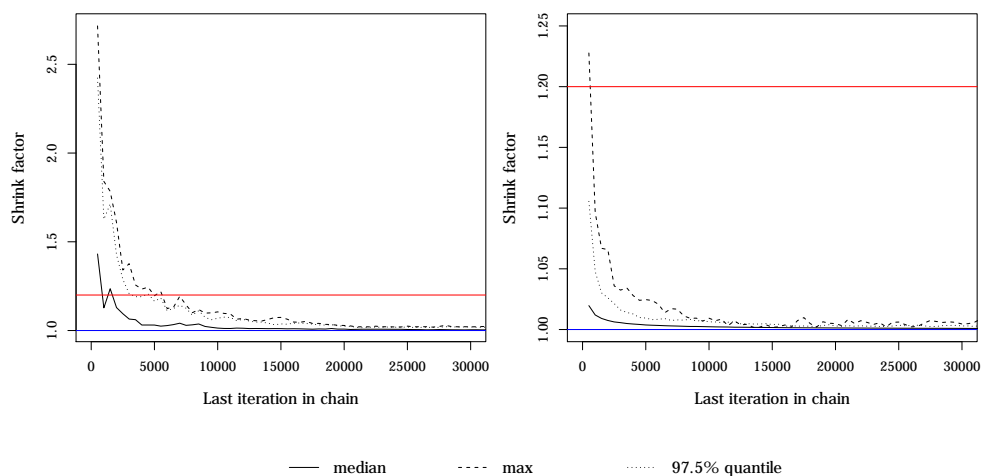 Shrink factor
2.5
2.0
1.5
1.0
0 5000 10000 15000 20000 25000 30000
Last iteration in chain
Shrink factor
1.25
1.20
1.15
1.10
1.05
1.00
0 5000 10000 15000 20000 25000 30000
Last iteration in chain
median max 97.5% quantile